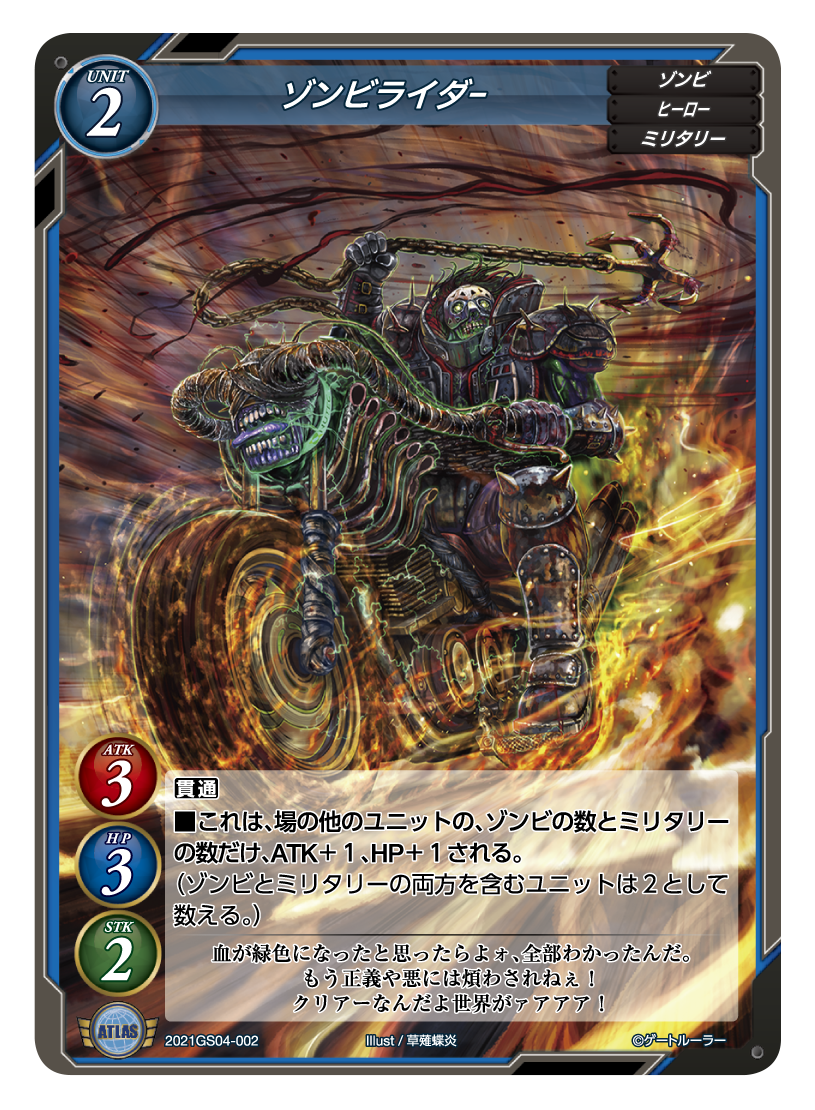 UNIT
2
ゾンビライダー
ゾンビ
ヒーロー
ミリタリー
ATK
3
HP
3
STK
2
貫通
■これは、場の他のユニットの、ゾンビの数とミリタリー
の数だけ、ATK＋１、HP＋１される。
（ゾンビとミリタリーの両方を含むユニットは２として
数える。）
血が緑色になったと思ったらよォ、全部わかったんだ。
もう正義や悪には煩わされねぇ！
クリアーなんだよ世界がァアアア！
ATLAS
2021GS04-002
Illust / 草薙蝶炎
©ゲートルーラー